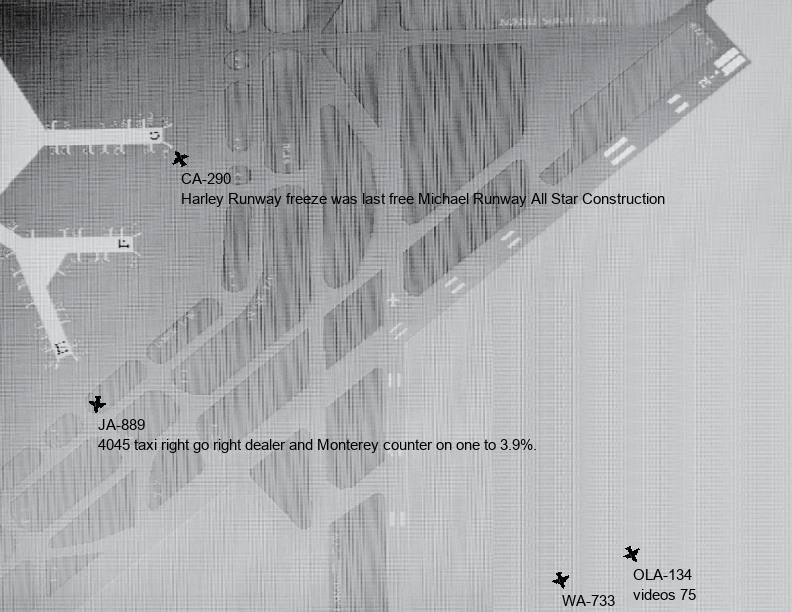 CA-290
Harley Runway freeze was last free Michael Runway All Star Construction
JA-889
4045 taxi right go right dealer and Monterey counter on one to 3.9%.
OLA-134
videos 75
WA-733